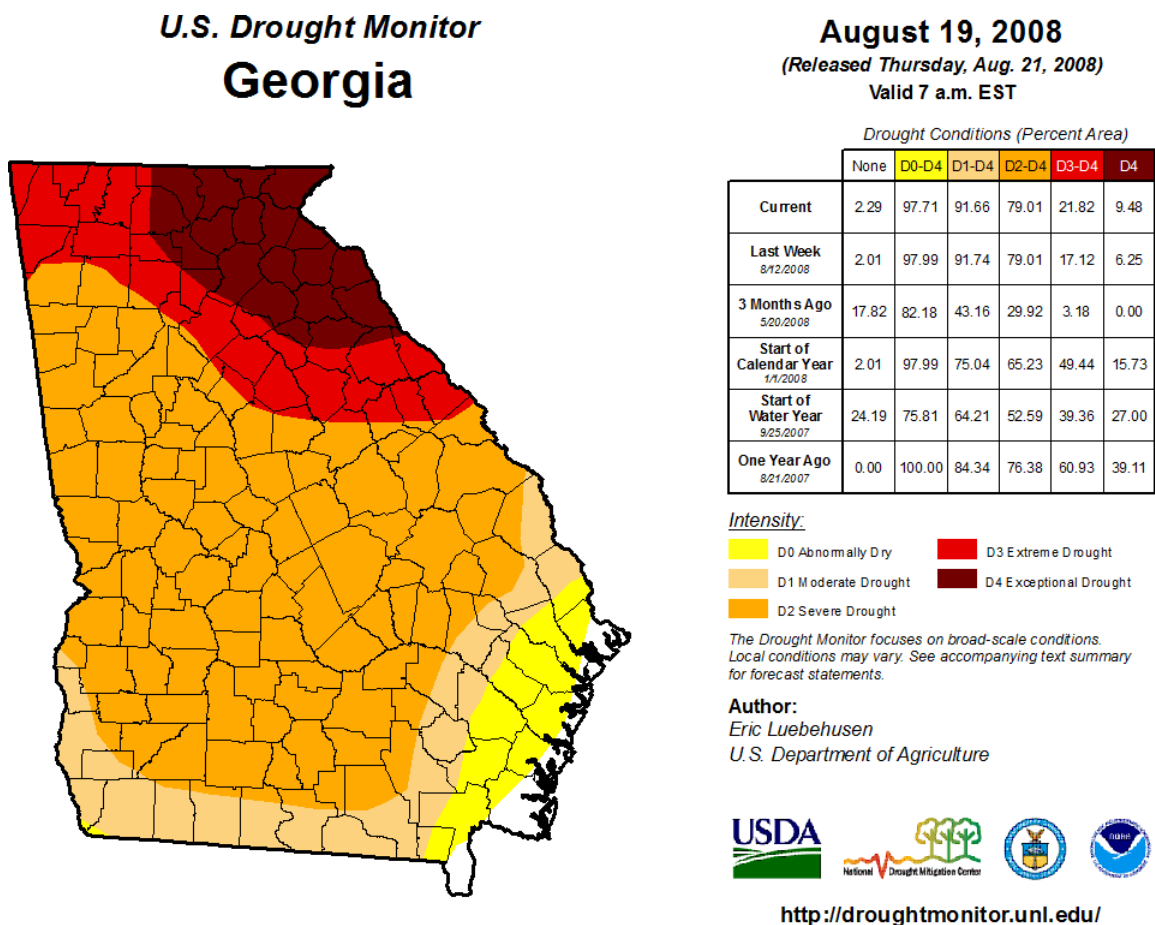 U.S. Drought Monitor
Georgia
August 19, 2008
(Released Thursday, Aug. 21, 2008)
Valid 7 a.m. EST
Drought Conditions (Percent Area)
None D0-D4 D1-D4 D2-D4 D3-D4 D4
Current 2.29 97.71 91.66 79.01 21.82 9.48
Last Week
8/12/2008
2.01 97.99 91.74 79.01 17.12 6.25
3 Months Ago
5/20/2008
17.82 82.18 43.16 29.92 3.18 0.00
Start of
Calendar Year
1/1/2008
2.01 97.99 75.04 65.23 49.44 15.73
Start of
Water Year
9/25/2007
24.19 75.81 64.21 52.59 39.36 27.00
One Year Ago
8/21/2007
0.00 100.00 84.34 76.38 60.93 39.11
Intensity:
D0 Abnormally Dry
D1 Moderate Drought
D2 Severe Drought
D3 Extreme Drought
D4 Exceptional Drought
The Drought Monitor focuses on broad-scale conditions.
Local conditions may vary. See accompanying text summary
for forecast statements.
Author:
Eric Luebehusen
U.S. Department of Agriculture
USDA
National Drought Mitigation Center
NOAA
http://droughtmonitor.unl.edu/